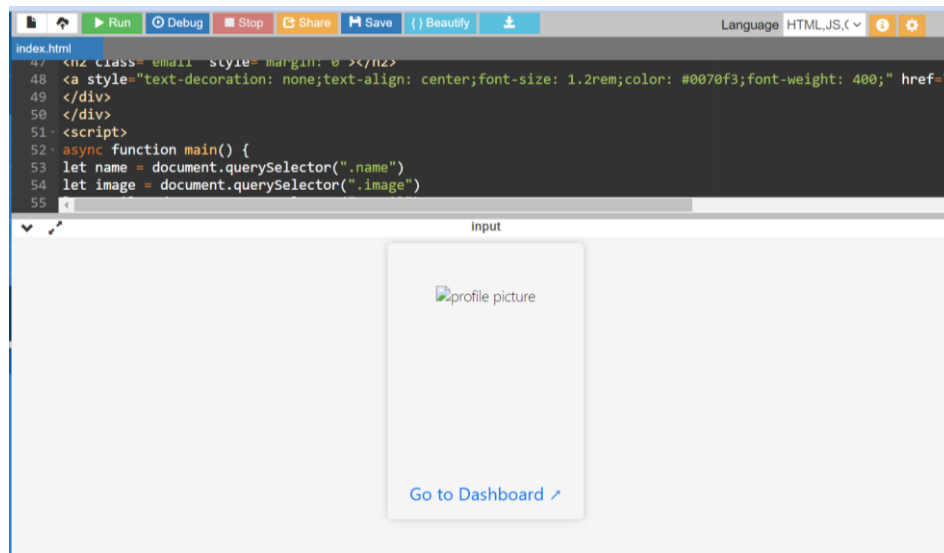 Run Debug Stop Share Save { } Beautify Language HTML,JS,C
index.html
47 <h2 class="email" style="margin: 0"></h2>
48 <a style="text-decoration: none;text-align: center;font-size: 1.2rem;color: #0070f3;font-weight: 400;" href=
49 </div>
50 </div>
51 <script>
52 async function main() {
53 let name = document.querySelector(".name")
54 let image = document.querySelector(".image")
55
input
profile picture
Go to Dashboard ↗